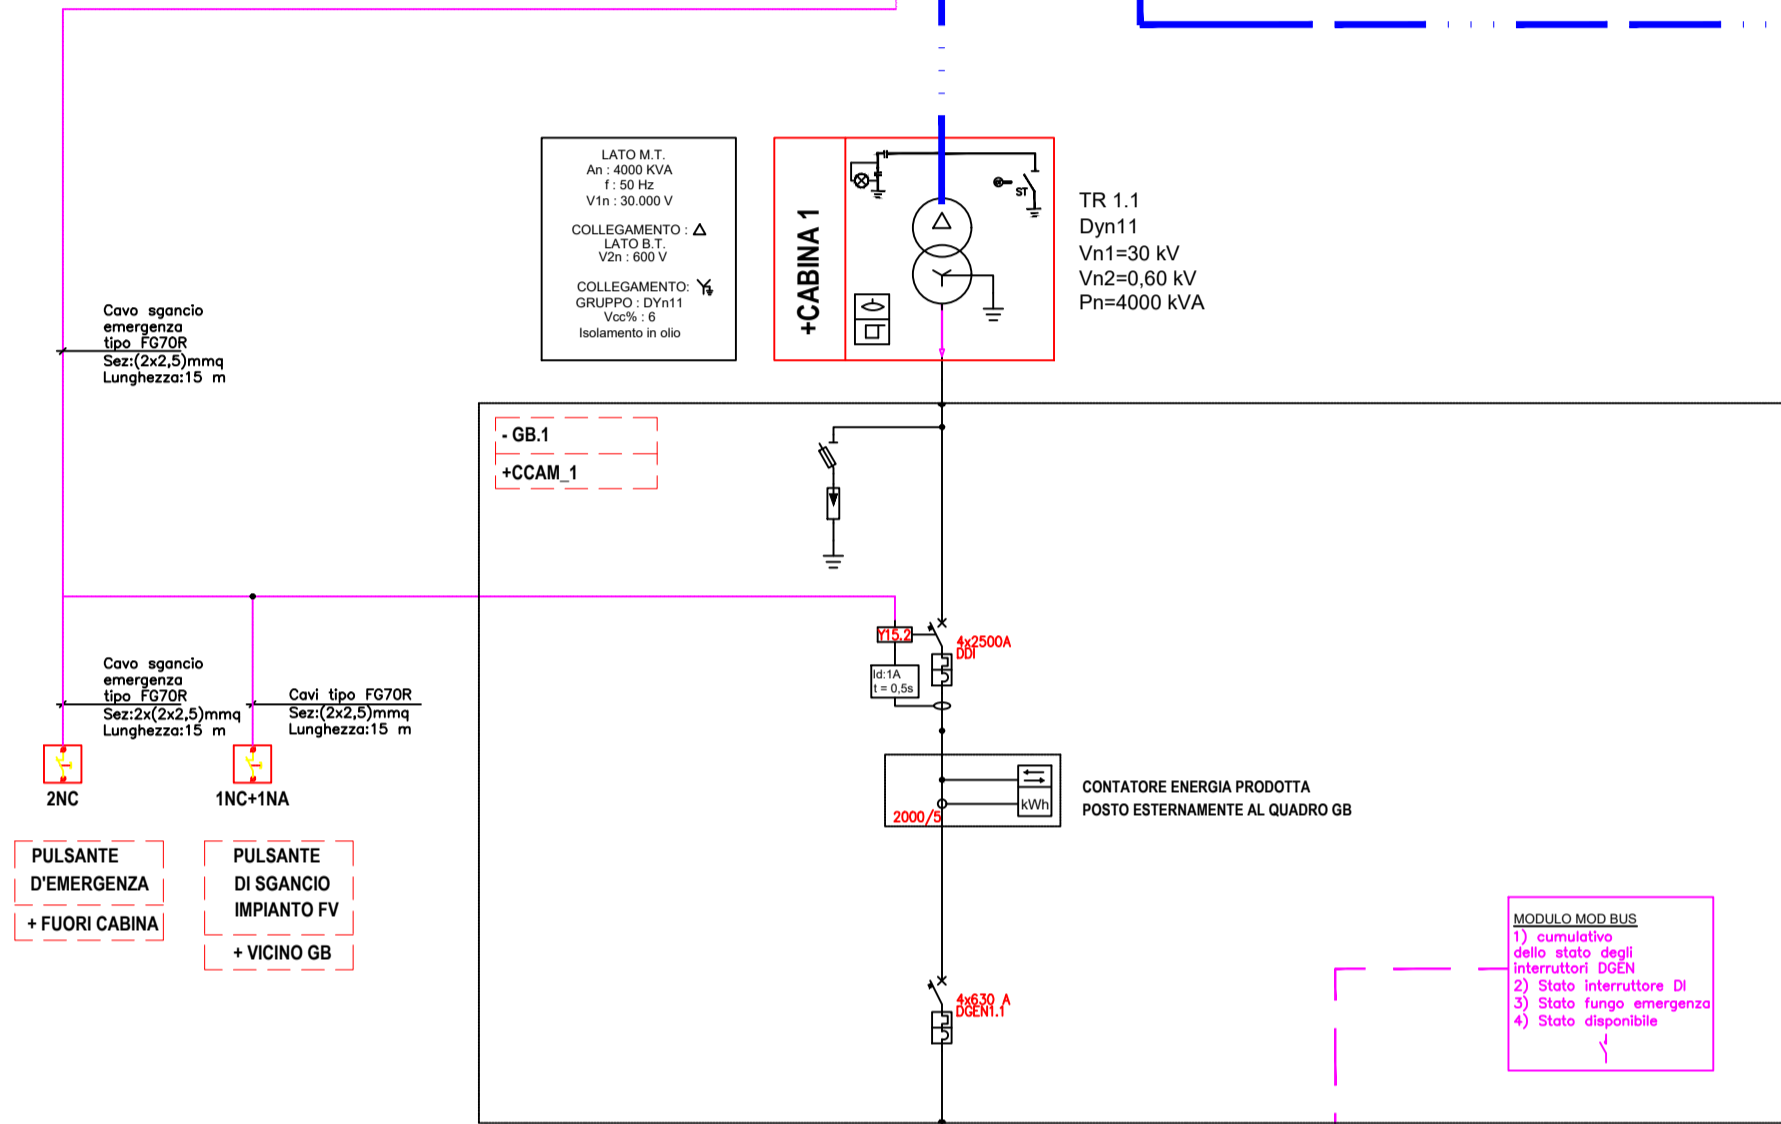 LATO M.T.
An : 4000 KVA
f : 50 Hz
V1n : 30.000 V
COLLEGAMENTO :
LATO B.T.
V2n : 600 V
COLLEGAMENTO:
GRUPPO : DYn11
Vcc% : 6
Isolamento in olio
+CABINA 1
ST
TR 1.1
Dyn11
Vn1=30 kV
Vn2=0,60 kV
Pn=4000 kVA
Cavo sgancio
emergenza
tipo FG7OR
Sez:(2x2,5)mmq
Lunghezza:15 m
- GB.1
+CCAM_1
Y15.2
4x2500A
DDI
Id:1A
t = 0,5s
Cavo sgancio
emergenza
tipo FG7OR
Sez:2x(2x2,5)mmq
Lunghezza:15 m
Cavi tipo FG7OR
Sez:(2x2,5)mmq
Lunghezza:15 m
2NC
1NC+1NA
kWh
2000/5
CONTATORE ENERGIA PRODOTTA
POSTO ESTERNAMENTE AL QUADRO GB
PULSANTE
D'EMERGENZA
+ FUORI CABINA
PULSANTE
DI SGANCIO
IMPIANTO FV
+ VICINO GB
4x630 A
DGEN1.1
MODULO MOD BUS
1) cumulativo
dello stato degli
interruttori DGEN
2) Stato interruttore DI
3) Stato fungo emergenza
4) Stato disponibile